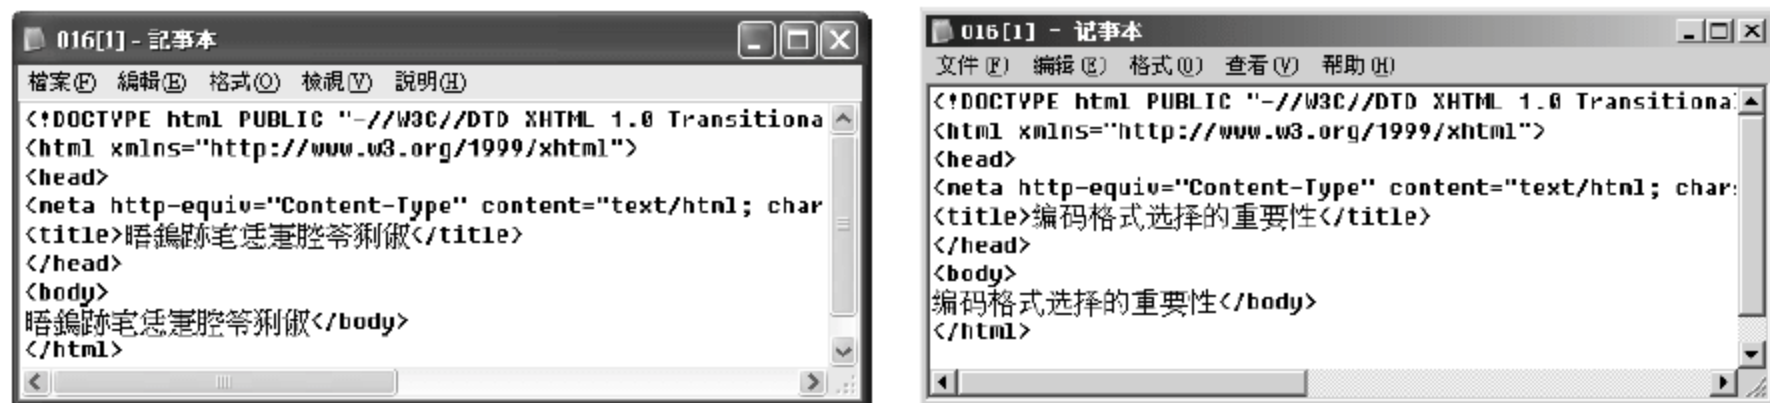 016[1] - 記事本
檔案(F) 編輯(E) 格式(O) 檢視(V) 說明(H)
<!DOCTYPE html PUBLIC "-//W3C//DTD XHTML 1.0 Transitiona
<html xmlns="http://www.w3.org/1999/xhtml">
<head>
<meta http-equiv="Content-Type" content="text/html; char
<title></title>
</head>
<body>
</body>
</html>
016[1] - 记事本
文件(F) 编辑(E) 格式(O) 查看(V) 帮助(H)
<!DOCTYPE html PUBLIC "-//W3C//DTD XHTML 1.0 Transitiona
<html xmlns="http://www.w3.org/1999/xhtml">
<head>
<meta http-equiv="Content-Type" content="text/html; char
<title>编码格式选择的重要性</title>
</head>
<body>
编码格式选择的重要性</body>
</html>